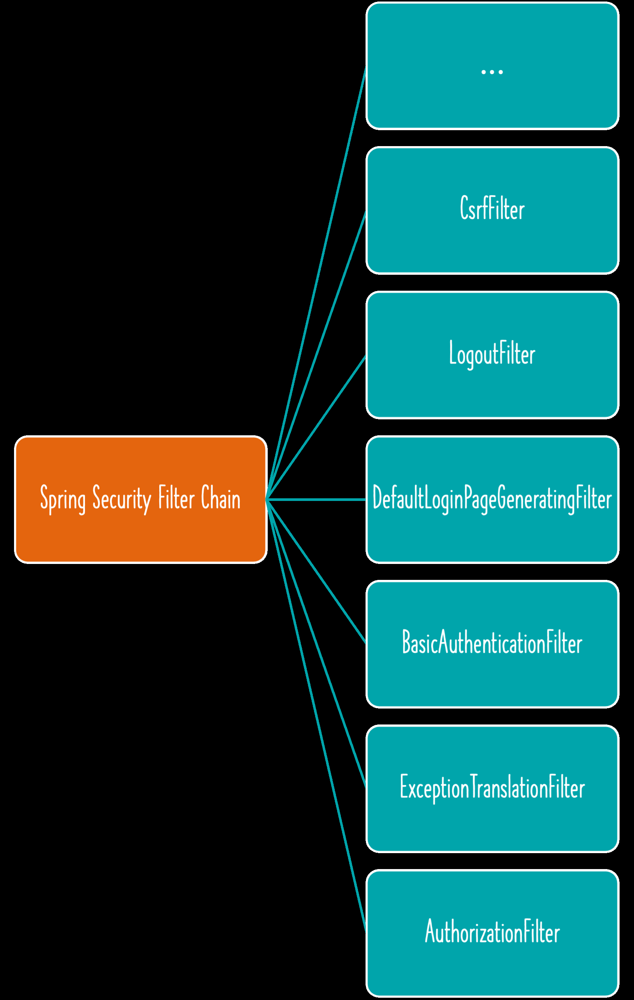 ...
CsrfFilter
LogoutFilter
Spring Security Filter Chain
DefaultLoginPageGeneratingFilter
BasicAuthenticationFilter
ExceptionTranslationFilter
AuthorizationFilter